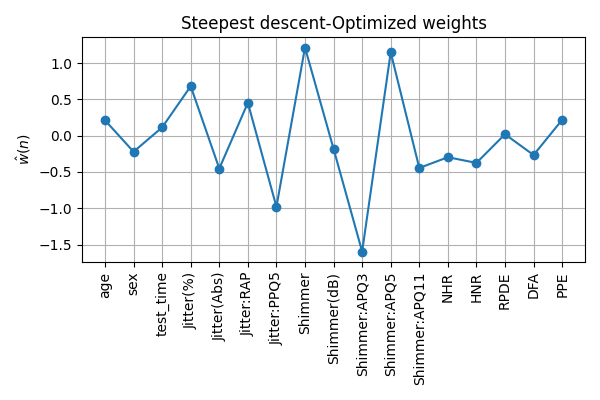 Steepest descent-Optimized weights
ŵ(n)
1.0
0.5
0.0
−0.5
−1.0
−1.5
age
sex
test_time
Jitter(%)
Jitter(Abs)
Jitter:RAP
Jitter:PPQ5
Shimmer
Shimmer(dB)
Shimmer:APQ3
Shimmer:APQ5
Shimmer:APQ11
NHR
HNR
RPDE
DFA
PPE